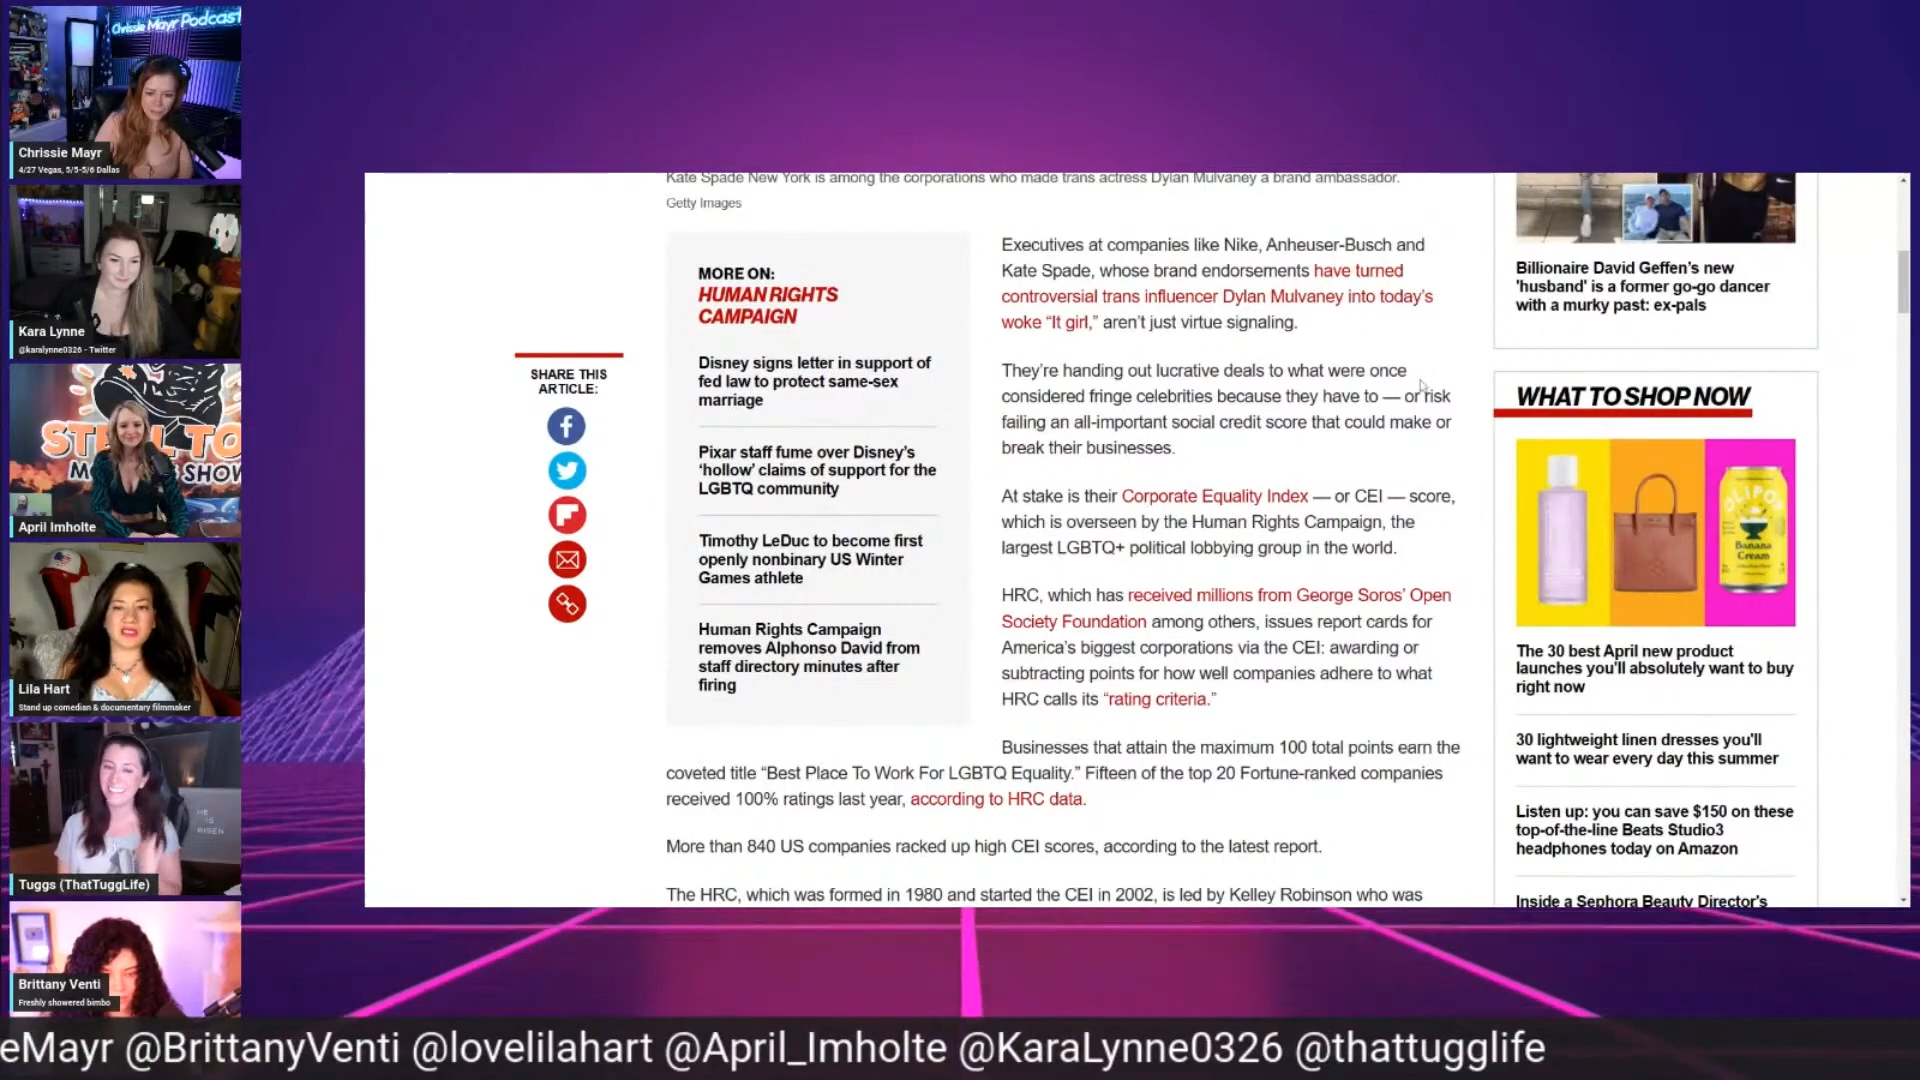 Chrissie Mayr Podcast
Chrissie Mayr
4/27 Vegas, 5/5-5/6 Dallas
Kara Lynne
@karalynne0326 - Twitter
April Imholte
Lila Hart
Stand up comedian & documentary filmmaker
HE
IS
RISEN
Tuggs (ThatTuggLife)
Brittany Venti
Freshly showered bimbo
Kate Spade New York is among the corporations who made trans actress Dylan Mulvaney a brand ambassador.
Getty Images
SHARE THIS
ARTICLE:
MORE ON:
HUMAN RIGHTS
CAMPAIGN
Disney signs letter in support of
fed law to protect same-sex
marriage
Pixar staff fume over Disney’s
‘hollow’ claims of support for the
LGBTQ community
Timothy LeDuc to become first
openly nonbinary US Winter
Games athlete
Human Rights Campaign
removes Alphonso David from
staff directory minutes after
firing
Executives at companies like Nike, Anheuser-Busch and
Kate Spade, whose brand endorsements have turned
controversial trans influencer Dylan Mulvaney into today’s
woke “It girl,” aren’t just virtue signaling.
They’re handing out lucrative deals to what were once
considered fringe celebrities because they have to — or risk
failing an all-important social credit score that could make or
break their businesses.
At stake is their Corporate Equality Index — or CEI — score,
which is overseen by the Human Rights Campaign, the
largest LGBTQ+ political lobbying group in the world.
HRC, which has received millions from George Soros’ Open
Society Foundation among others, issues report cards for
America’s biggest corporations via the CEI: awarding or
subtracting points for how well companies adhere to what
HRC calls its “rating criteria.”
Businesses that attain the maximum 100 total points earn the
coveted title “Best Place To Work For LGBTQ Equality.” Fifteen of the top 20 Fortune-ranked companies
received 100% ratings last year, according to HRC data.
More than 840 US companies racked up high CEI scores, according to the latest report.
The HRC, which was formed in 1980 and started the CEI in 2002, is led by Kelley Robinson who was
Billionaire David Geffen’s new
'husband' is a former go-go dancer
with a murky past: ex-pals
WHAT TO SHOP NOW
OLIPOP
Banana
Cream
The 30 best April new product
launches you'll absolutely want to buy
right now
30 lightweight linen dresses you'll
want to wear every day this summer
Listen up: you can save $150 on these
top-of-the-line Beats Studio3
headphones today on Amazon
Inside a Sephora Beauty Director's
eMayr @BrittanyVenti @lovelilahart @April_Imholte @KaraLynne0326 @thattugglife